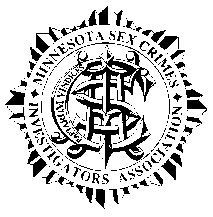 MINNESOTA SEX CRIMES
INVESTIGATORS ASSOCIATION